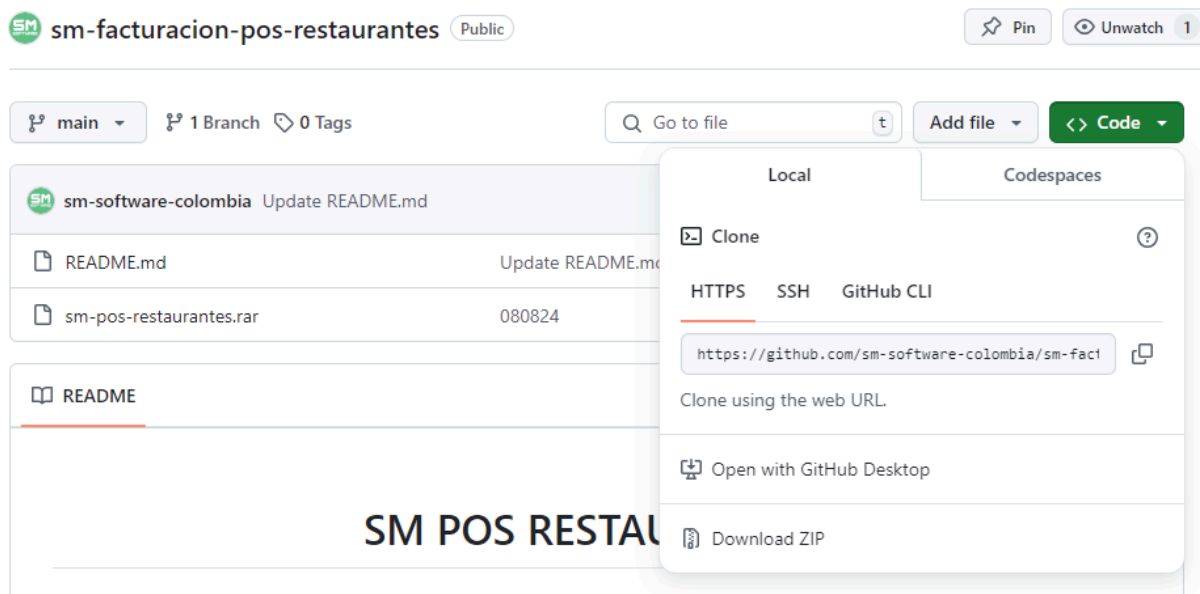 SM sm-facturacion-pos-restaurantes Public Pin Unwatch 1
main 1 Branch 0 Tags Go to file t Add file Code
SM sm-software-colombia Update README.md
README.md Update README.
sm-pos-restaurantes.rar 080824
README
SM POS
Local Codespaces
Clone
HTTPS SSH GitHub CLI
https://github.com/sm-software-colombia/sm-fact
Clone using the web URL.
Open with GitHub Desktop
Download ZIP